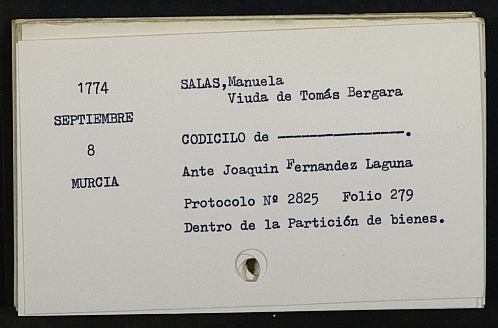 1774
SEPTIEMBRE
8
MURCIA
SALAS,Manuela
Viuda de Tomás Bergara
CODICILO de ----------------.
Ante Joaquin Fernandez Laguna
Protocolo Nº 2825 Folio 279
Dentro de la Partición de bienes.